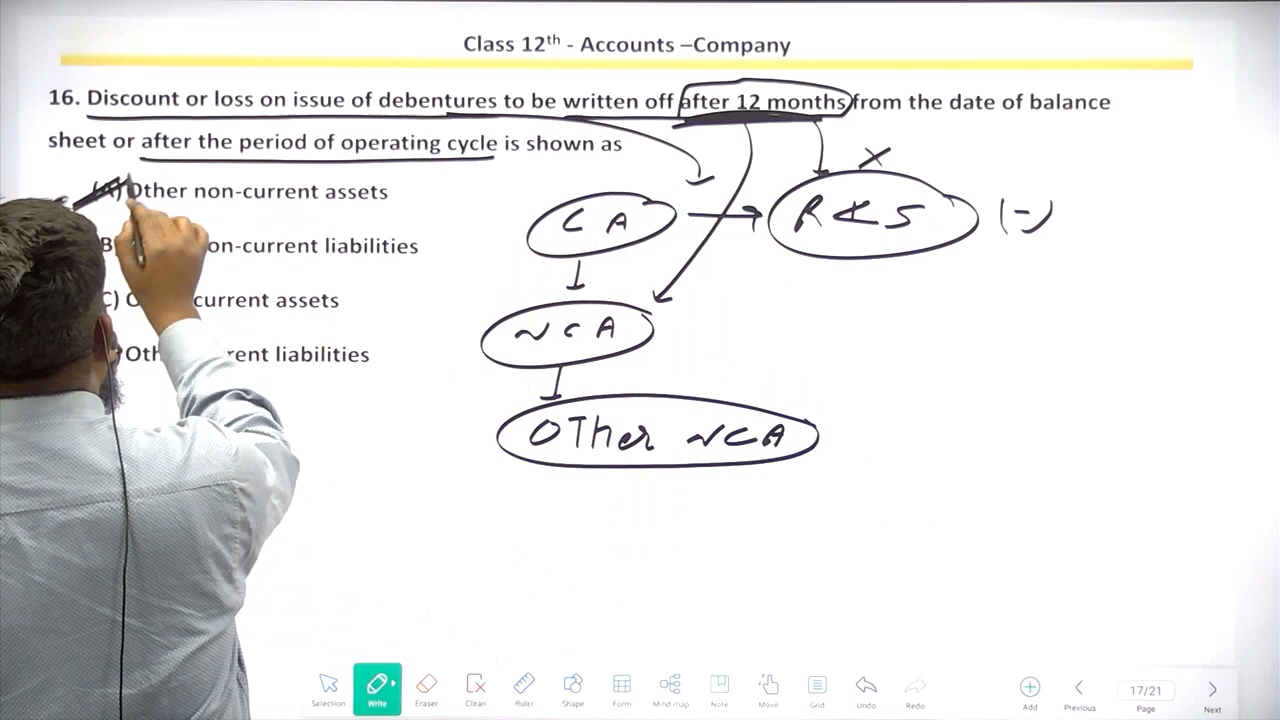 Class 12th - Accounts –Company
16. Discount or loss on issue of debentures to be written off after 12 months from the date of balance
sheet or after the period of operating cycle is shown as
(A) Other non-current assets
on-current liabilities
C) O current assets
Oth rent liabilities
CA
R & S (-)
NCA
Other NCA
Selection
Write
Eraser
Clean
Ruler
Shape
Form
Mind map
Note
Move
Grid
Undo
Redo
Add
Previous
17/21
Page
Next